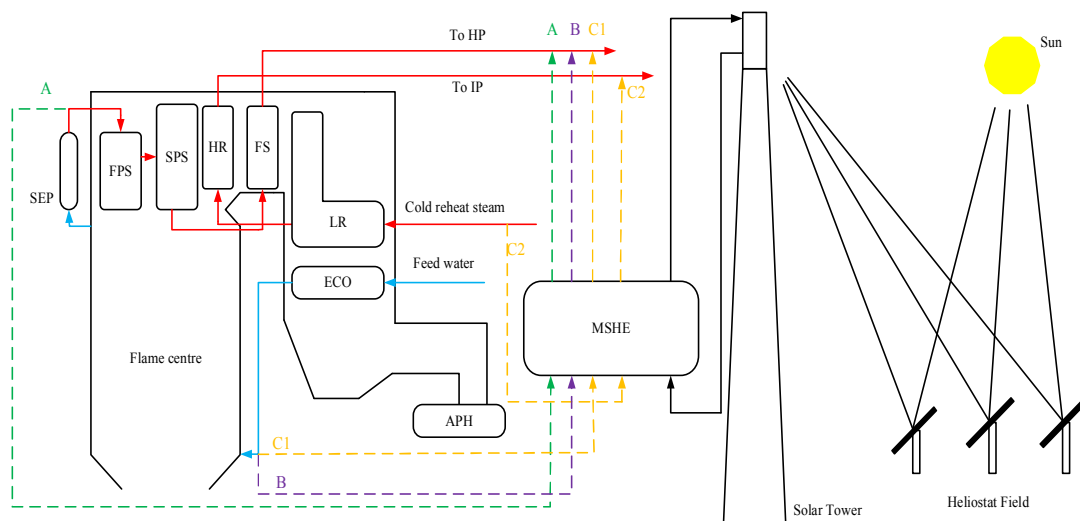 A
B
C1
To HP
Sun
To IP
C2
A
SPS
HR
FS
FPS
SEP
LR
Cold reheat steam
C2
ECO
Feed water
MSHE
Flame centre
APH
C1
B
Solar Tower
Heliostat Field